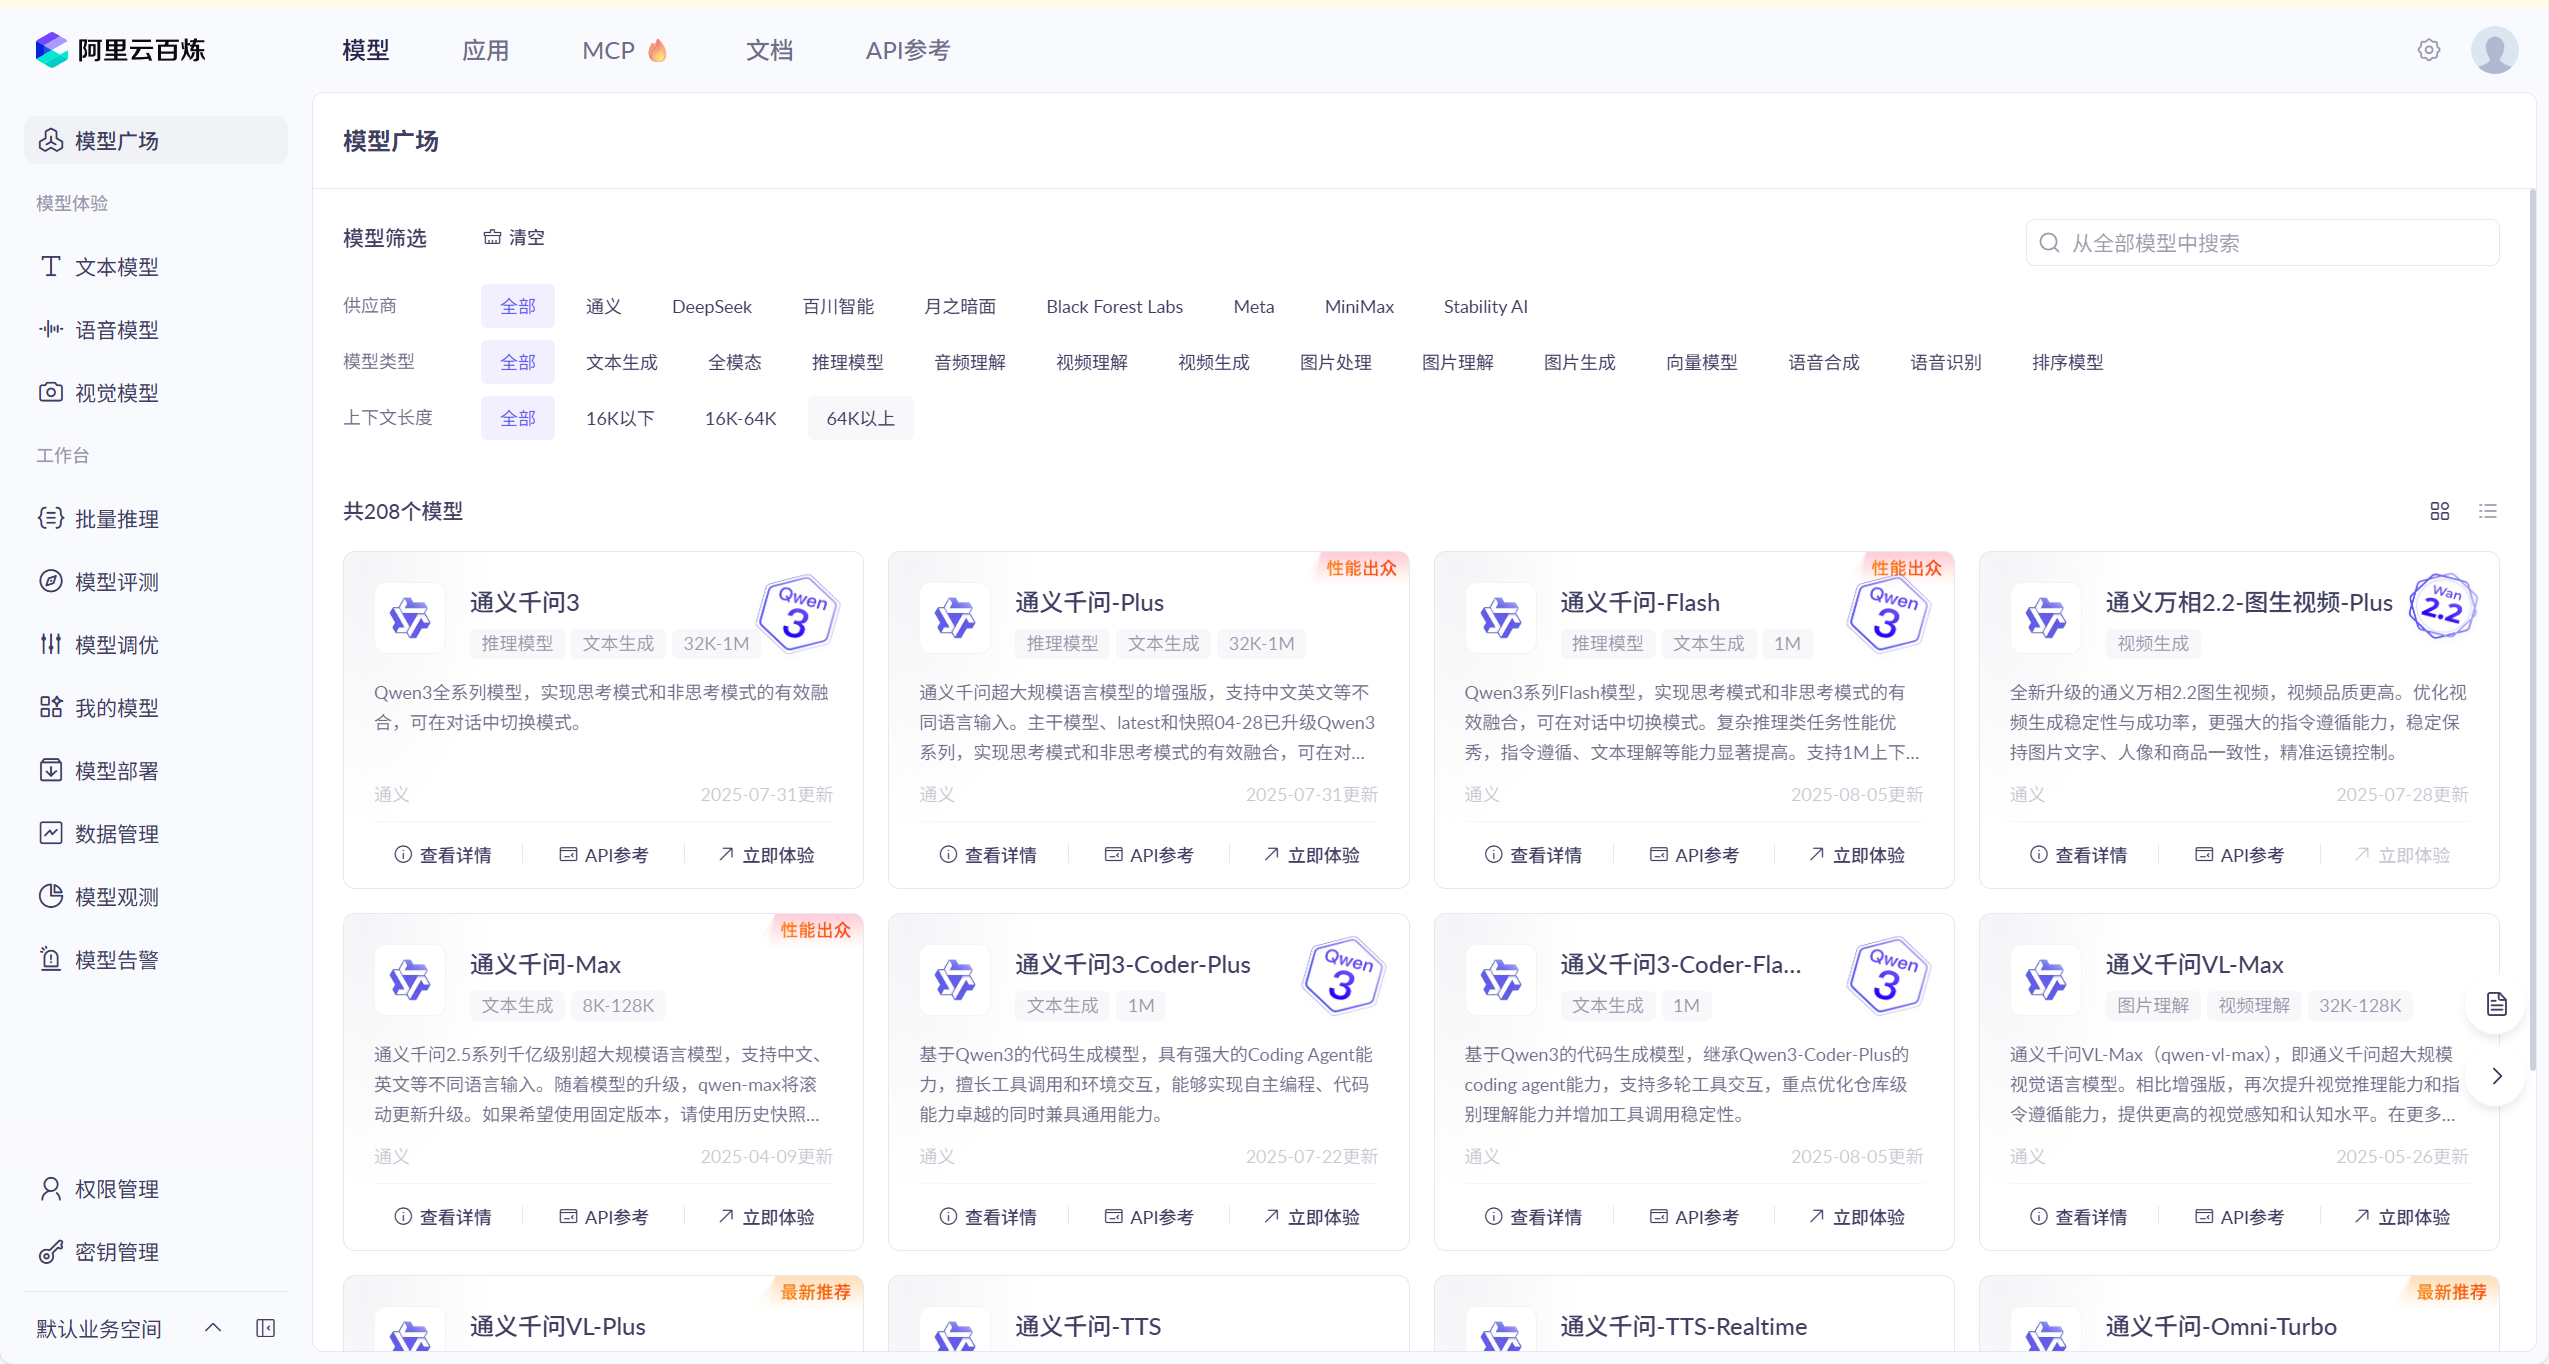 阿里云百炼
模型
应用
MCP
文档
API参考
模型广场
模型体验
文本模型
语音模型
视觉模型
工作台
批量推理
模型评测
模型调优
我的模型
模型部署
数据管理
模型观测
模型告警
权限管理
密钥管理
默认业务空间
模型广场
模型筛选
清空
从全部模型中搜索
供应商 全部 通义 DeepSeek 百川智能 月之暗面 Black Forest Labs Meta MiniMax Stability AI
模型类型 全部 文本生成 全模态 推理模型 音频理解 视频理解 视频生成 图片处理 图片理解 图片生成 向量模型 语音合成 语音识别 排序模型
上下文长度 全部 16K以下 16K-64K 64K以上
共208个模型
通义千问3
Qwen
3
推理模型 文本生成 32K-1M
Qwen3全系列模型，实现思考模式和非思考模式的有效融
合，可在对话中切换模式。
通义 2025-07-31更新
查看详情 API参考 立即体验
性能出众
通义千问-Plus
推理模型 文本生成 32K-1M
通义千问超大规模语言模型的增强版，支持中文英文等不
同语言输入。主干模型、latest和快照04-28已升级Qwen3
系列，实现思考模式和非思考模式的有效融合，可在对...
通义 2025-07-31更新
查看详情 API参考 立即体验
性能出众
通义千问-Flash
Qwen
3
推理模型 文本生成 1M
Qwen3系列Flash模型，实现思考模式和非思考模式的有
效融合，可在对话中切换模式。复杂推理类任务性能优
秀，指令遵循、文本理解等能力显著提高。支持1M上下...
通义 2025-08-05更新
查看详情 API参考 立即体验
通义万相2.2-图生视频-Plus
Wan
2.2
视频生成
全新升级的通义万相2.2图生视频，视频品质更高。优化视
频生成稳定性与成功率，更强大的指令遵循能力，稳定保
持图片文字、人像和商品一致性，精准运镜控制。
通义 2025-07-28更新
查看详情 API参考 立即体验
性能出众
通义千问-Max
文本生成 8K-128K
通义千问2.5系列千亿级别超大规模语言模型，支持中文、
英文等不同语言输入。随着模型的升级，qwen-max将滚
动更新升级。如果希望使用固定版本，请使用历史快照...
通义 2025-04-09更新
查看详情 API参考 立即体验
通义千问3-Coder-Plus
Qwen
3
文本生成 1M
基于Qwen3的代码生成模型，具有强大的Coding Agent能
力，擅长工具调用和环境交互，能够实现自主编程、代码
能力卓越的同时兼具通用能力。
通义 2025-07-22更新
查看详情 API参考 立即体验
通义千问3-Coder-Fla...
Qwen
3
文本生成 1M
基于Qwen3的代码生成模型，继承Qwen3-Coder-Plus的
coding agent能力，支持多轮工具交互，重点优化仓库级
别理解能力并增加工具调用稳定性。
通义 2025-08-05更新
查看详情 API参考 立即体验
通义千问VL-Max
图片理解 视频理解 32K-128K
通义千问VL-Max（qwen-vl-max），即通义千问超大规模
视觉语言模型。相比增强版，再次提升视觉推理能力和指
令遵循能力，提供更高的视觉感知和认知水平。在更多...
通义 2025-05-26更新
查看详情 API参考 立即体验
最新推荐
通义千问VL-Plus
通义千问-TTS
通义千问-TTS-Realtime
最新推荐
通义千问-Omni-Turbo